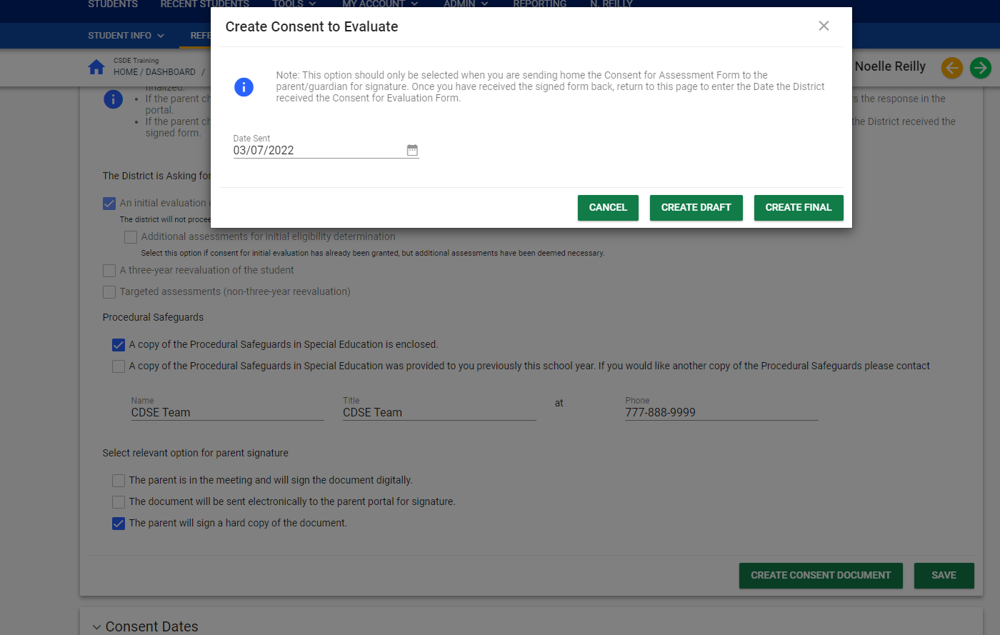 STUDENTS RECENT STUDENTS TOOLS MY ACCOUNT ADMIN REPORTING N. REILLY
STUDENT INFO REFE
Create Consent to Evaluate
CSDE Training
HOME / DASHBOARD /
Noelle Reilly
Note: This option should only be selected when you are sending home the Consent for Assessment Form to the
parent/guardian for signature. Once you have received the signed form back, return to this page to enter the Date the District
received the Consent for Evaluation Form.
finalized.
If the parent ch
s the response in the
portal.
If the parent ch
the District received the
signed form.
Date Sent
03/07/2022
The District is Asking for
An initial evaluation
The district will not procee
CANCEL CREATE DRAFT CREATE FINAL
Additional assessments for initial eligibility determination
Select this option if consent for initial evaluation has already been granted, but additional assessments have been deemed necessary.
A three-year reevaluation of the student
Targeted assessments (non-three-year reevaluation)
Procedural Safeguards
A copy of the Procedural Safeguards in Special Education is enclosed.
A copy of the Procedural Safeguards in Special Education was provided to you previously this school year. If you would like another copy of the Procedural Safeguards please contact
Name Title at Phone
CDSE Team CDSE Team 777-888-9999
Select relevant option for parent signature
The parent is in the meeting and will sign the document digitally.
The document will be sent electronically to the parent portal for signature.
The parent will sign a hard copy of the document.
CREATE CONSENT DOCUMENT SAVE
Consent Dates